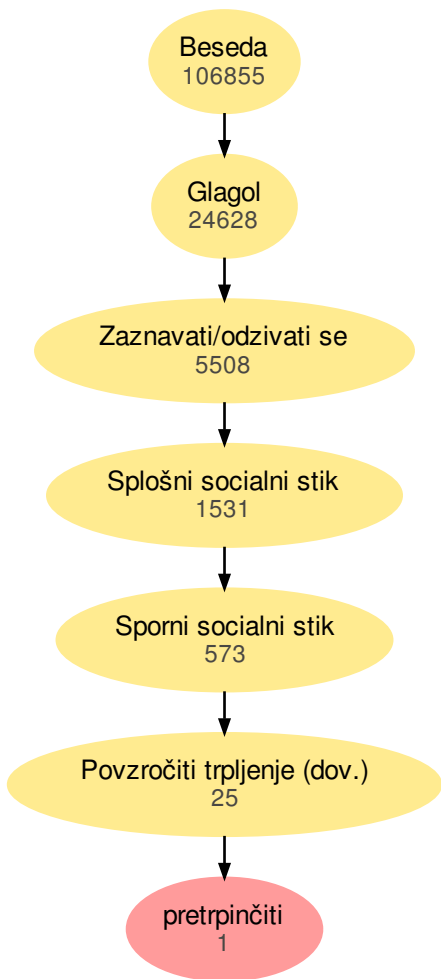 Beseda
106855
Glagol
24628
Zaznavati/odzivati se
5508
Splošni socialni stik
1531
Sporni socialni stik
573
Povzročiti trpljenje (dov.)
25
pretrpinčiti
1